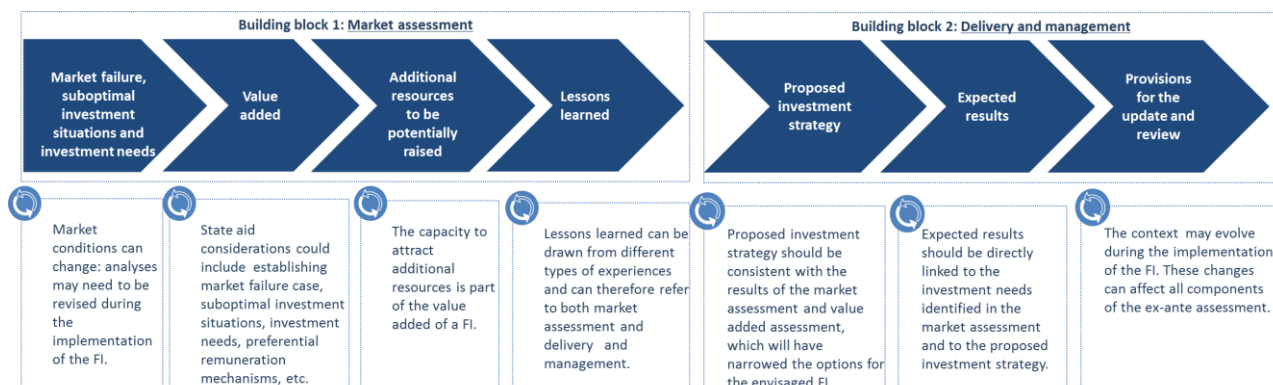 Building block 1: Market assessment
Market failure,
suboptimal
investment
situations and
investment needs
Value
added
Additional
resources
to be
potentially
raised
Lessons
learned
Building block 2: Delivery and management
Proposed
investment
strategy
Expected
results
Provisions
for the
update and
review
Market
conditions can
change: analyses
may need to be
revised during
the
implementation
of the FI.
State aid
considerations could
include establishing
market failure case,
suboptimal investment
situations, investment
needs, preferential
remuneration
mechanisms, etc.
The capacity to
attract
additional
resources is part
of the value
added of a FI.
Lessons learned can be
drawn from different
types of experiences
and can therefore refer
to both market
assessment and
delivery and
management.
Proposed investment
strategy should be
consistent with the
results of the market
assessment and value
added assessment,
which will have
narrowed the options for
the envisaged FI
Expected results
should be directly
linked to the
investment needs
identified in the
market assessment
and to the proposed
investment strategy.
The context may evolve
during the implementation
of the FI. These changes
can affect all components
of the ex-ante assessment.